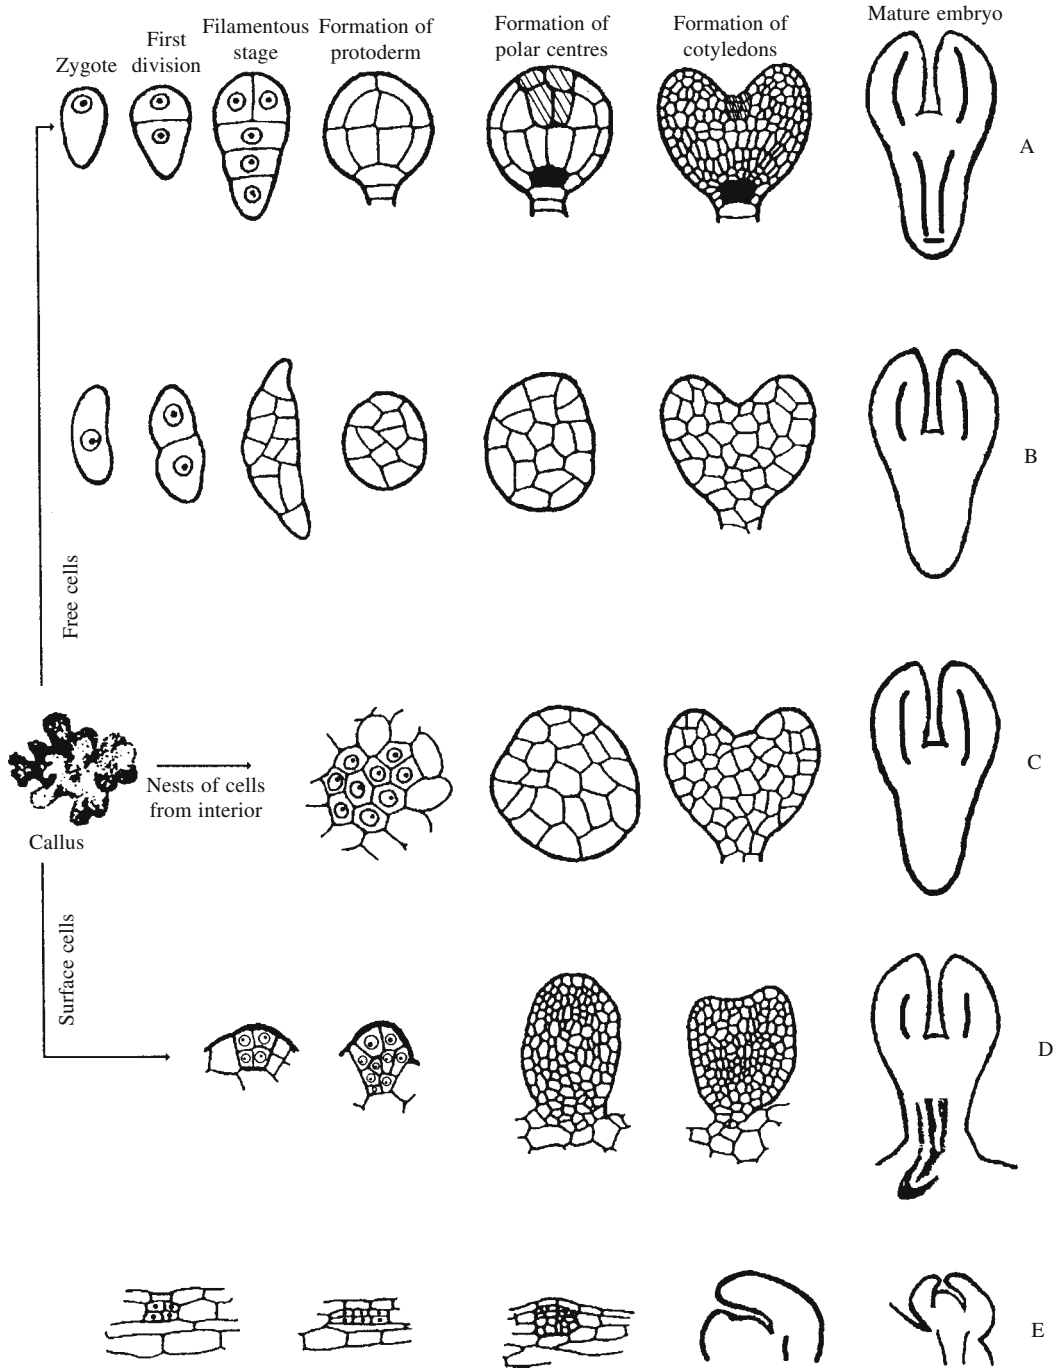 Zygote
First
division
Filamentous
stage
Formation of
protoderm
Formation of
polar centres
Formation of
cotyledons
Mature embryo
A
B
Free cells
Nests of cells
from interior
Callus
C
Surface cells
D
E